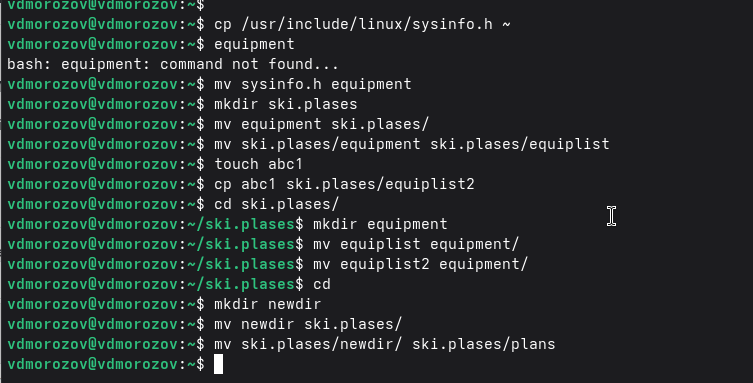 vdmorozov@vdmorozov:~$
vdmorozov@vdmorozov:~$ cp /usr/include/linux/sysinfo.h ~
vdmorozov@vdmorozov:~$ equipment
bash: equipment: command not found...
vdmorozov@vdmorozov:~$ mv sysinfo.h equipment
vdmorozov@vdmorozov:~$ mkdir ski.plases
vdmorozov@vdmorozov:~$ mv equipment ski.plases/
vdmorozov@vdmorozov:~$ mv ski.plases/equipment ski.plases/equiplist
vdmorozov@vdmorozov:~$ touch abc1
vdmorozov@vdmorozov:~$ cp abc1 ski.plases/equiplist2
vdmorozov@vdmorozov:~$ cd ski.plases/
vdmorozov@vdmorozov:~/ski.plases$ mkdir equipment
vdmorozov@vdmorozov:~/ski.plases$ mv equiplist equipment/
vdmorozov@vdmorozov:~/ski.plases$ mv equiplist2 equipment/
vdmorozov@vdmorozov:~/ski.plases$ cd
vdmorozov@vdmorozov:~$ mkdir newdir
vdmorozov@vdmorozov:~$ mv newdir ski.plases/
vdmorozov@vdmorozov:~$ mv ski.plases/newdir/ ski.plases/plans
vdmorozov@vdmorozov:~$